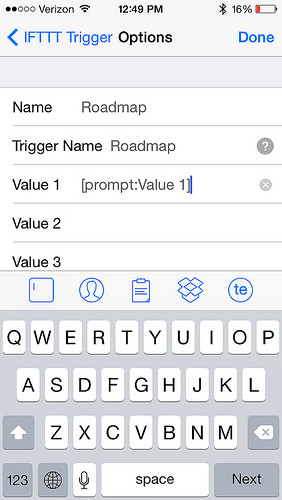 Verizon 12:49 PM 16%
IFTTT Trigger Options Done
Name Roadmap
Trigger Name Roadmap ?
Value 1 [prompt:Value 1]
Value 2
Value 3
te
Q W E R T Y U I O P
A S D F G H J K L
Z X C V B N M
123 space Next